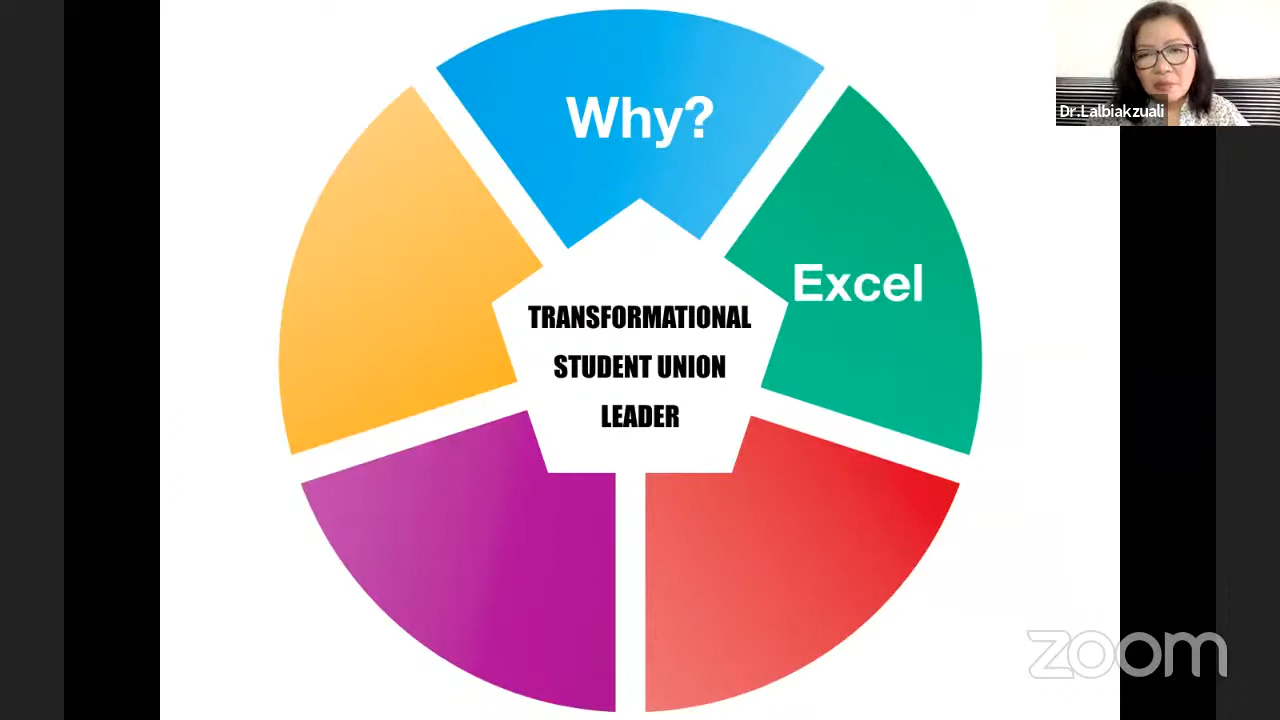 Why?
Dr.Lalbiakzuali
Excel
TRANSFORMATIONAL
STUDENT UNION
LEADER
zoom